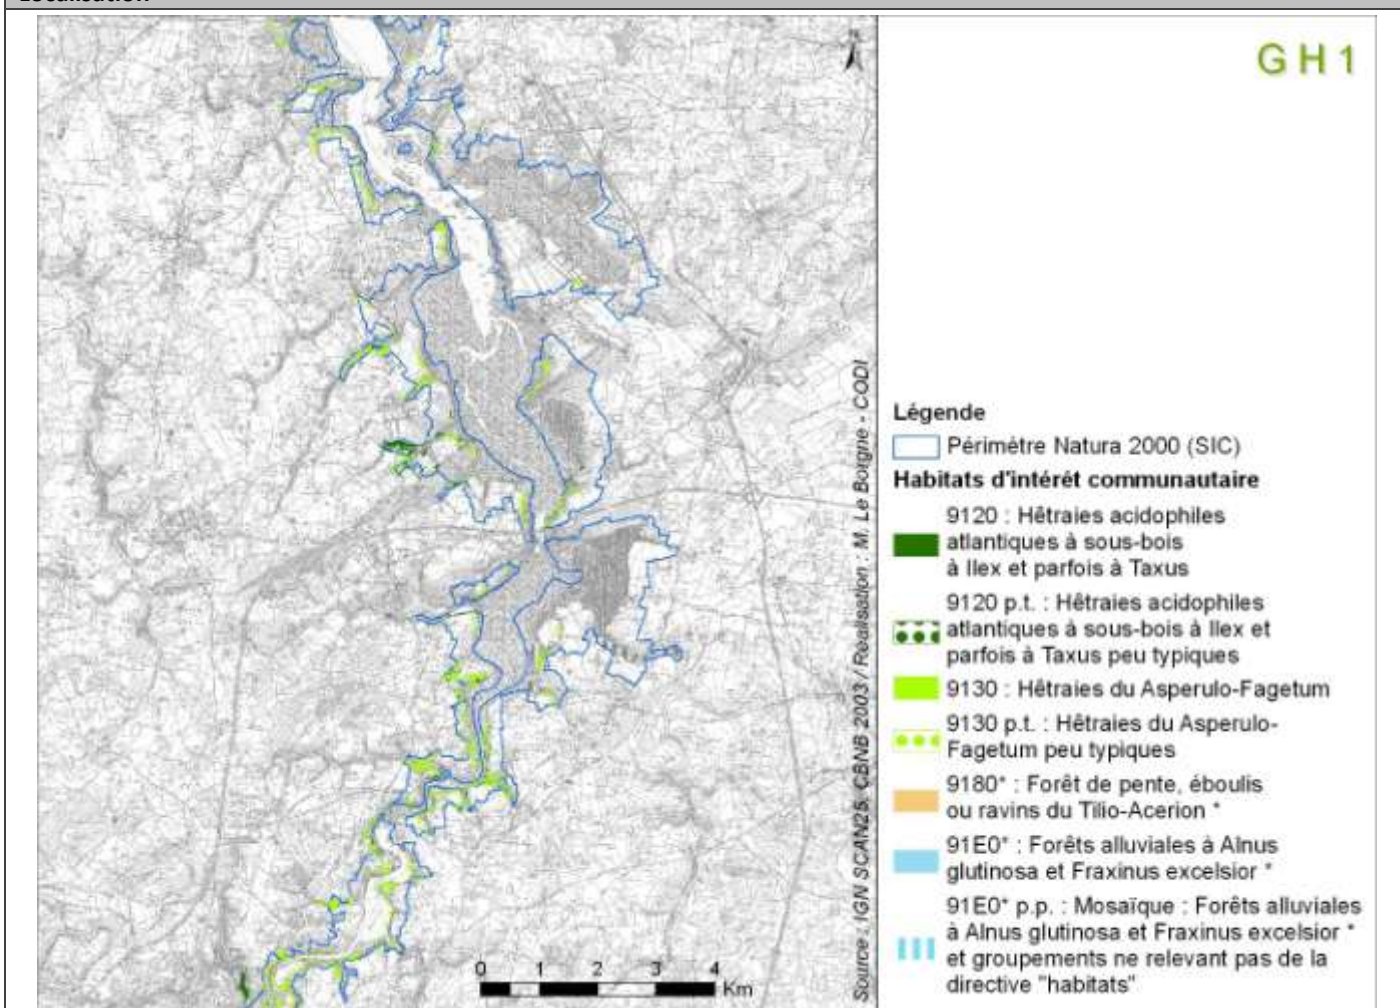 Localisation
G H 1
Légende
Périmétre Natura 2000 (SIC)
Habitats d'intérét communautaire
9120 : Hêtraies acidophiles
atlantiques à sous-bois
à Ilex et parfois à Taxus
9120 p.t. : Hêtraies acidophiles
atlantiques à sous-bois à Ilex et
parfois à Taxus peu typiques
9130 : Hêtraies du Asperulo-Fagetum
9130 p.t. : Hêtraies du Asperulo-
Fagetum peu typiques
9180* : Forêt de pente, éboulis
ou ravins du Tilio-Acerion *
91E0* : Forêts alluviales à Alnus
glutinosa et Fraxinus excelsior *
91E0* p.p. : Mosaïque : Forêts alluviales
à Alnus glutinosa et Fraxinus excelsior *
et groupements ne relevant pas de la
directive "habitats"
Source : IGN SCAN25, CBNB 2003 / Réalisation : M. Le Borgne - CODI
0 1 2 3 4
Km